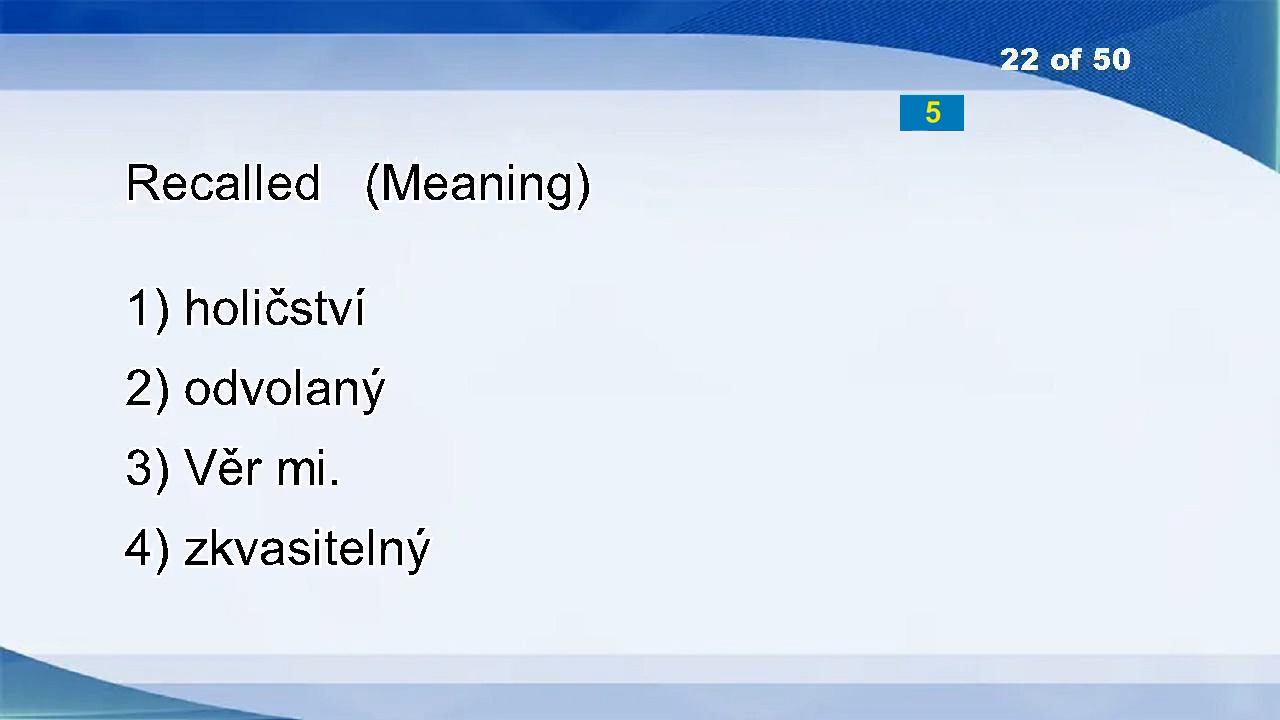 22 of 50
5
Recalled (Meaning)
1) holičství
2) odvolaný
3) Věr mi.
4) zkvasitelný